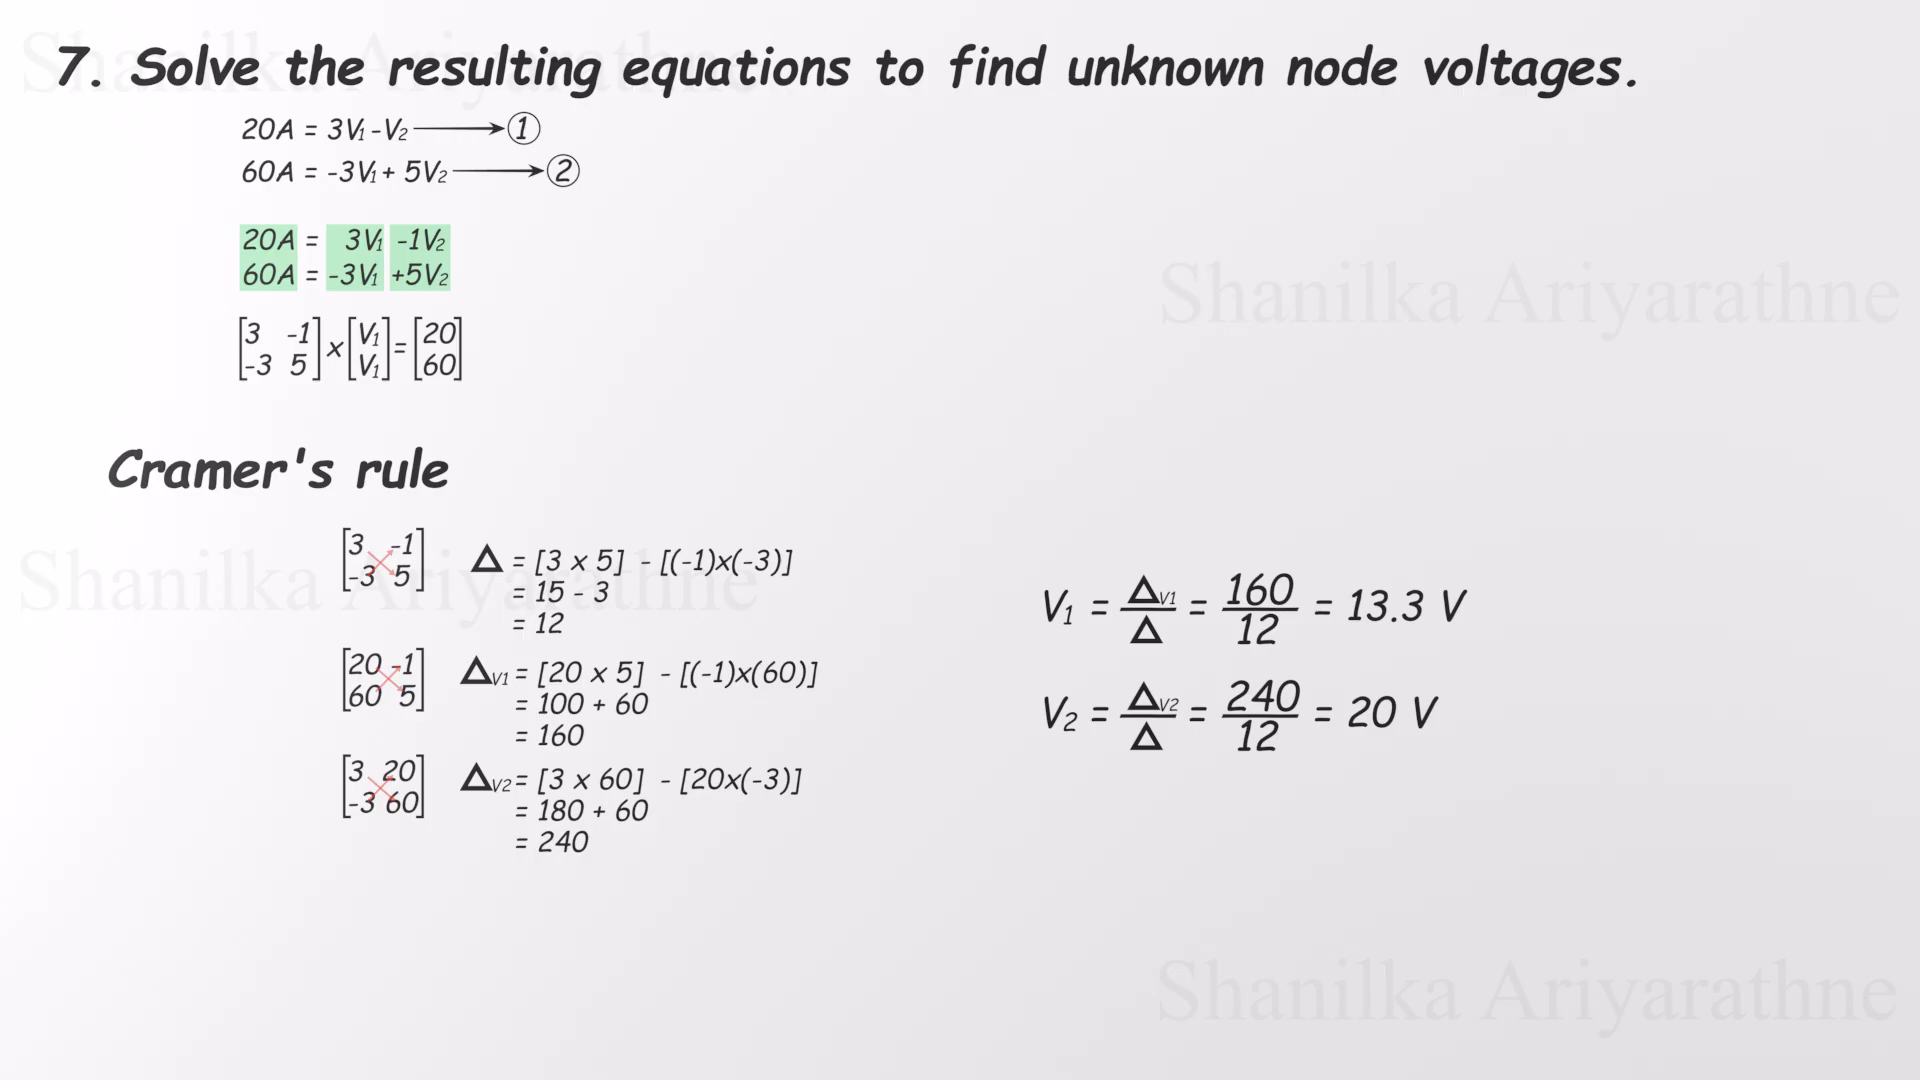 Shanilka Ariyarathne
7. Solve the resulting equations to find unknown node voltages.
20A = 3V1 -V2 ⟶ ①
60A = -3V1 + 5V2 ⟶ ②
20A = 3V1 -1V2
60A = -3V1 +5V2
Shanilka Ariyarathne
[3 -1] x [V1] = [20]
[-3 5] [V1] [60]
Cramer's rule
Shanilka Ariyarathne
[3 -1] Δ = [3 x 5] - [(-1)x(-3)]
[-3 5] = 15 - 3
= 12
[20 -1] ΔV1 = [20 x 5] - [(-1)x(60)]
[60 5] = 100 + 60
= 160
[3 20] ΔV2 = [3 x 60] - [20x(-3)]
[-3 60] = 180 + 60
= 240
V1 = ΔV1/Δ = 160/12 = 13.3 V
V2 = ΔV2/Δ = 240/12 = 20 V
Shanilka Ariyarathne